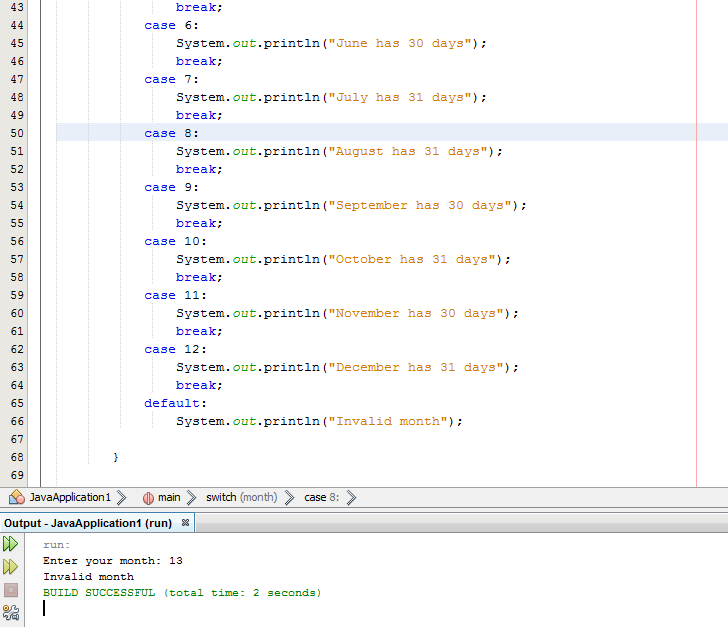 43 break;
44 case 6:
45 System.out.println("June has 30 days");
46 break;
47 case 7:
48 System.out.println("July has 31 days");
49 break;
50 case 8:
51 System.out.println("August has 31 days");
52 break;
53 case 9:
54 System.out.println("September has 30 days");
55 break;
56 case 10:
57 System.out.println("October has 31 days");
58 break;
59 case 11:
60 System.out.println("November has 30 days");
61 break;
62 case 12:
63 System.out.println("December has 31 days");
64 break;
65 default:
66 System.out.println("Invalid month");
67
68 }
69
JavaApplication1 main switch (month) case 8:
Output - JavaApplication1 (run)
run:
Enter your month: 13
Invalid month
BUILD SUCCESSFUL (total time: 2 seconds)